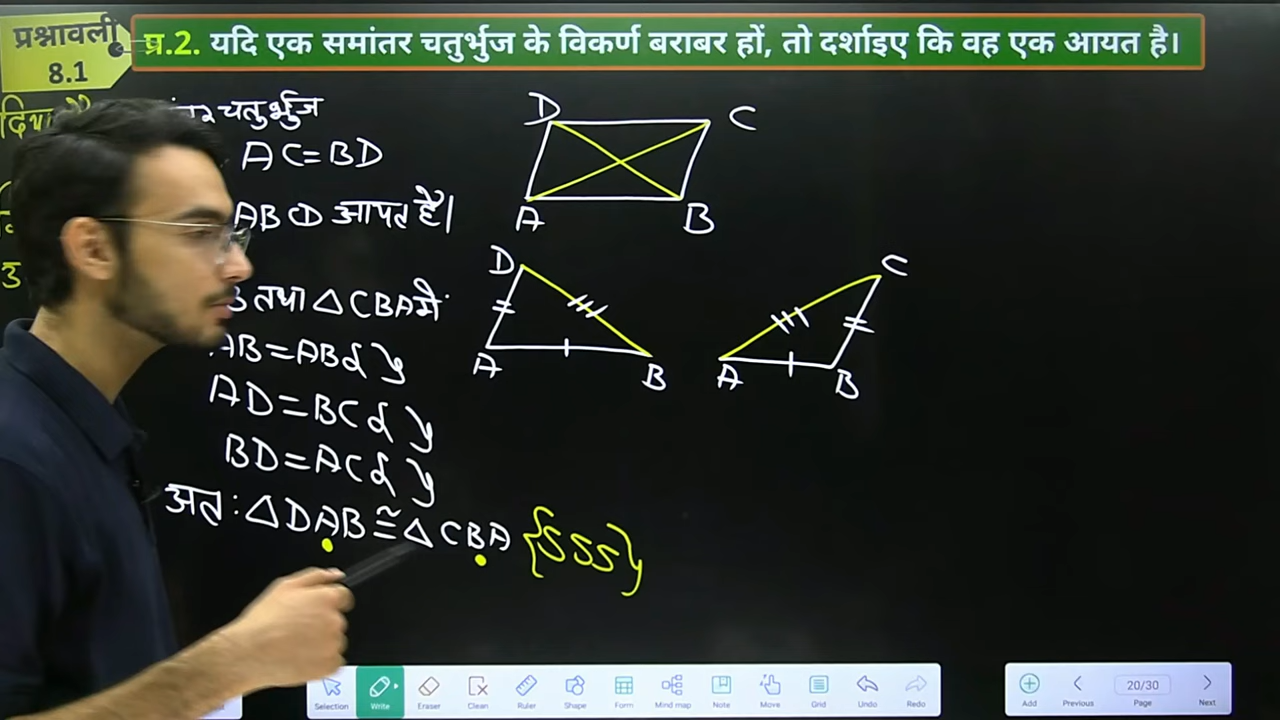 प्रश्नावली
8.1
प्र.2. यदि एक समांतर चतुर्भुज के विकर्ण बराबर हों, तो दर्शाइए कि वह एक आयत है।
चतुर्भुज
AC=BD
ABCD आयत है।
तथा △CBA में
AB=AB{ }
AD=BC{ }
BD=AC{ }
अतः △DAB≅△CBA {SSS}
D
C
A
B
D
A
B
C
A
B
Selection
Write
Eraser
Clean
Ruler
Shape
Form
Mind map
Note
Move
Grid
Undo
Redo
Add
Previous
20/30
Page
Next